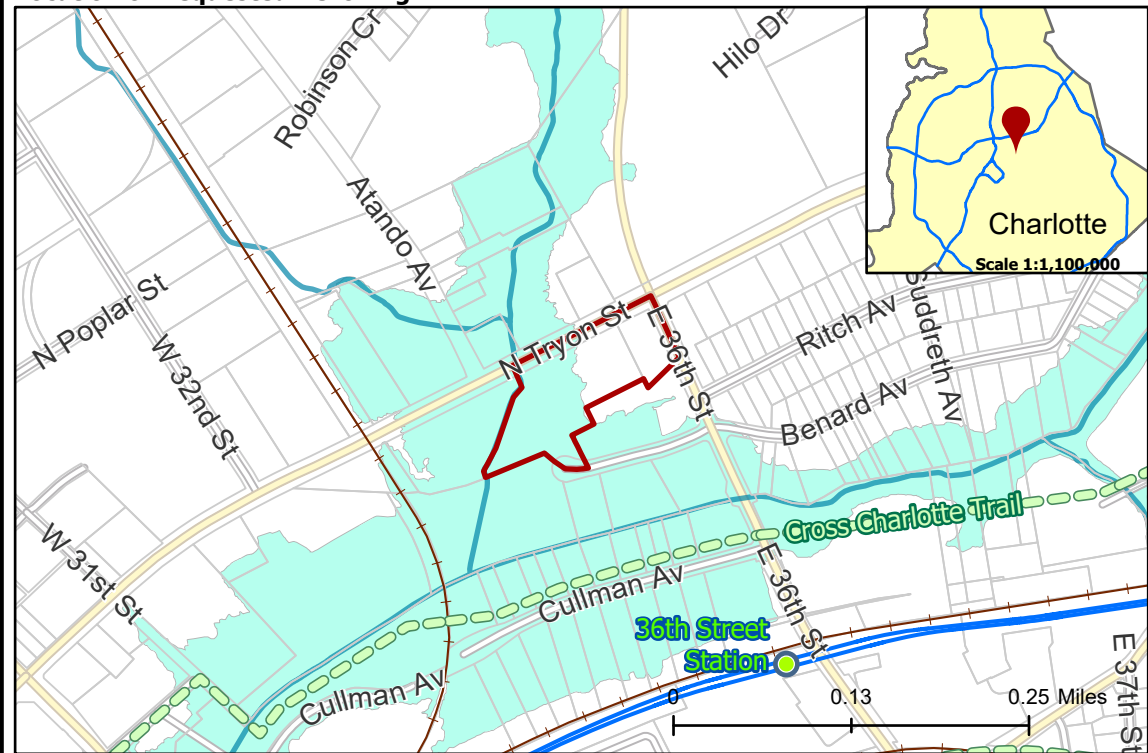 Robinson Cr
Hilo Dr
Atando Av
Charlotte
Scale 1:1,100,000
N Poplar St
W 32nd St
N Tryon St
E 36th St
Ritch Av
Suddreth Av
Benard Av
W 31st St
Cross Charlotte Trail
Cullman Av
E 36th St
36th Street
Station
Cullman Av
E 37th St
0
0.13
0.25 Miles